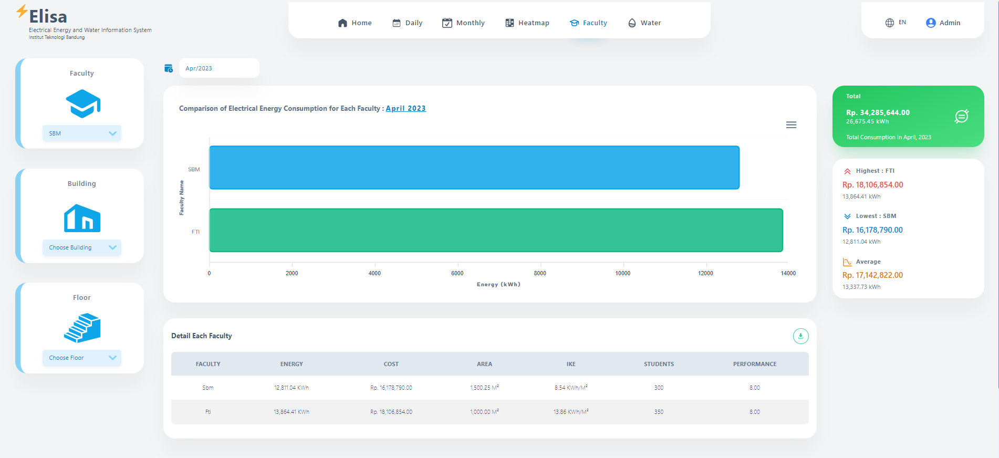 Elisa
Electrical Energy and Water Information System
Institut Teknologi Bandung
Home
Daily
Monthly
Heatmap
Faculty
Water
EN
Admin
Faculty
SBM
Building
Choose Building
Floor
Choose Floor
Apr/2023
Comparison of Electrical Energy Consumption for Each Faculty : April 2023
Faculty Name
SBM
FTI
0 2000 4000 6000 8000 10000 12000 14000
Energy (kWh)
Total
Rp. 34,285,644.00
26,675.45 kWh
Total Consumption in April, 2023
Highest : FTI
Rp. 18,106,854.00
13,864.41 kWh
Lowest : SBM
Rp. 16,178,790.00
12,811.04 kWh
Average
Rp. 17,142,822.00
13,337.73 kWh
Detail Each Faculty
FACULTY ENERGY COST AREA IKE STUDENTS PERFORMANCE
Sbm 12,811.04 KWh Rp. 16,178,790.00 1,500.25 M² 8.54 KWh/M² 300 8.00
Fti 13,864.41 KWh Rp. 18,106,854.00 1,000.00 M² 13.86 KWh/M² 350 8.00